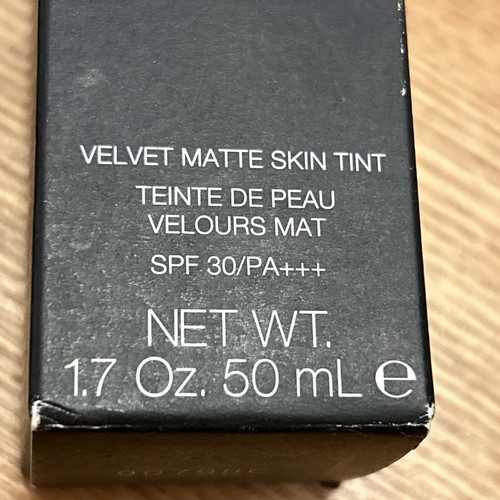 VELVET MATTE SKIN TINT
TEINTE DE PEAU
VELOURS MAT
SPF 30/PA+++
NET WT.
1.7 Oz. 50 mL ℮